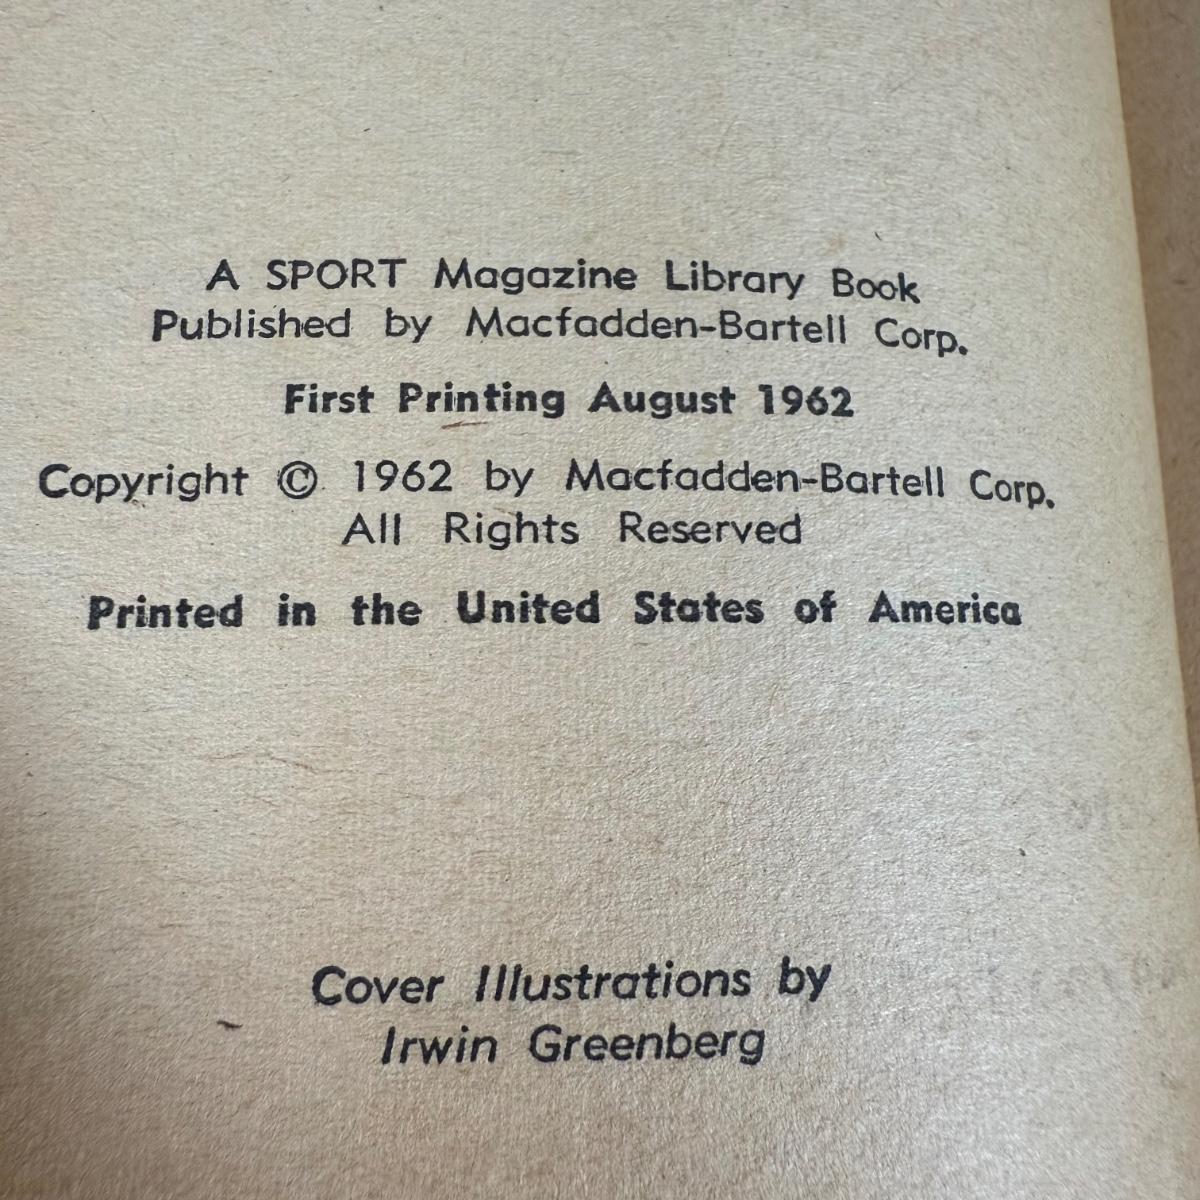 A SPORT Magazine Library Book
Published by Macfadden-Bartell Corp.
First Printing August 1962
Copyright © 1962 by Macfadden-Bartell Corp.
All Rights Reserved
Printed in the United States of America
Cover Illustrations by
Irwin Greenberg